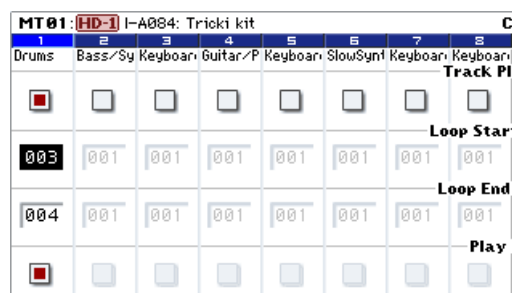 MT01: HD-1 I-A084: Tricki kit C
1 2 3 4 5 6 7 8
Drums Bass/Sy Keyboar Guitar/P Keyboar SlowSynt Keyboar Keyboar
Track Pl
Loop Star
003 001 001 001 001 001 001 001
Loop End
004 001 001 001 001 001 001 001
Play